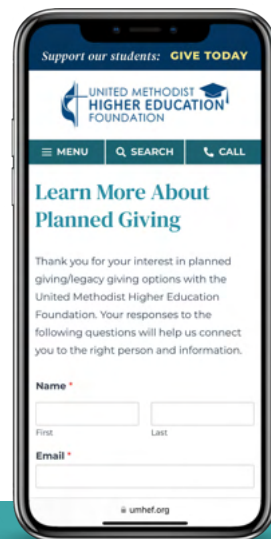 Support our students: GIVE TODAY
UNITED METHODIST
HIGHER EDUCATION
FOUNDATION
MENU SEARCH CALL
Learn More About
Planned Giving
Thank you for your interest in planned
giving/legacy giving options with the
United Methodist Higher Education
Foundation. Your responses to the
following questions will help us connect
you to the right person and information.
Name *
First Last
Email *
umhef.org